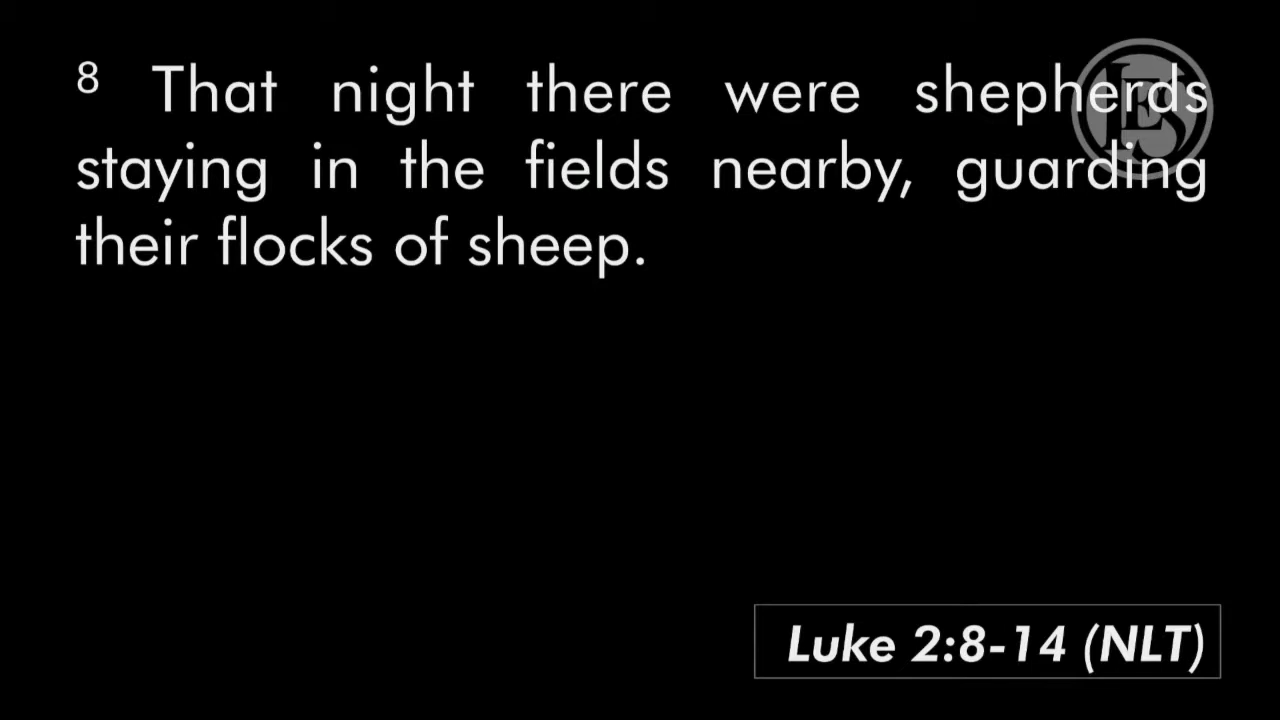 8 That night there were shepherds
staying in the fields nearby, guarding
their flocks of sheep.
Luke 2:8-14 (NLT)